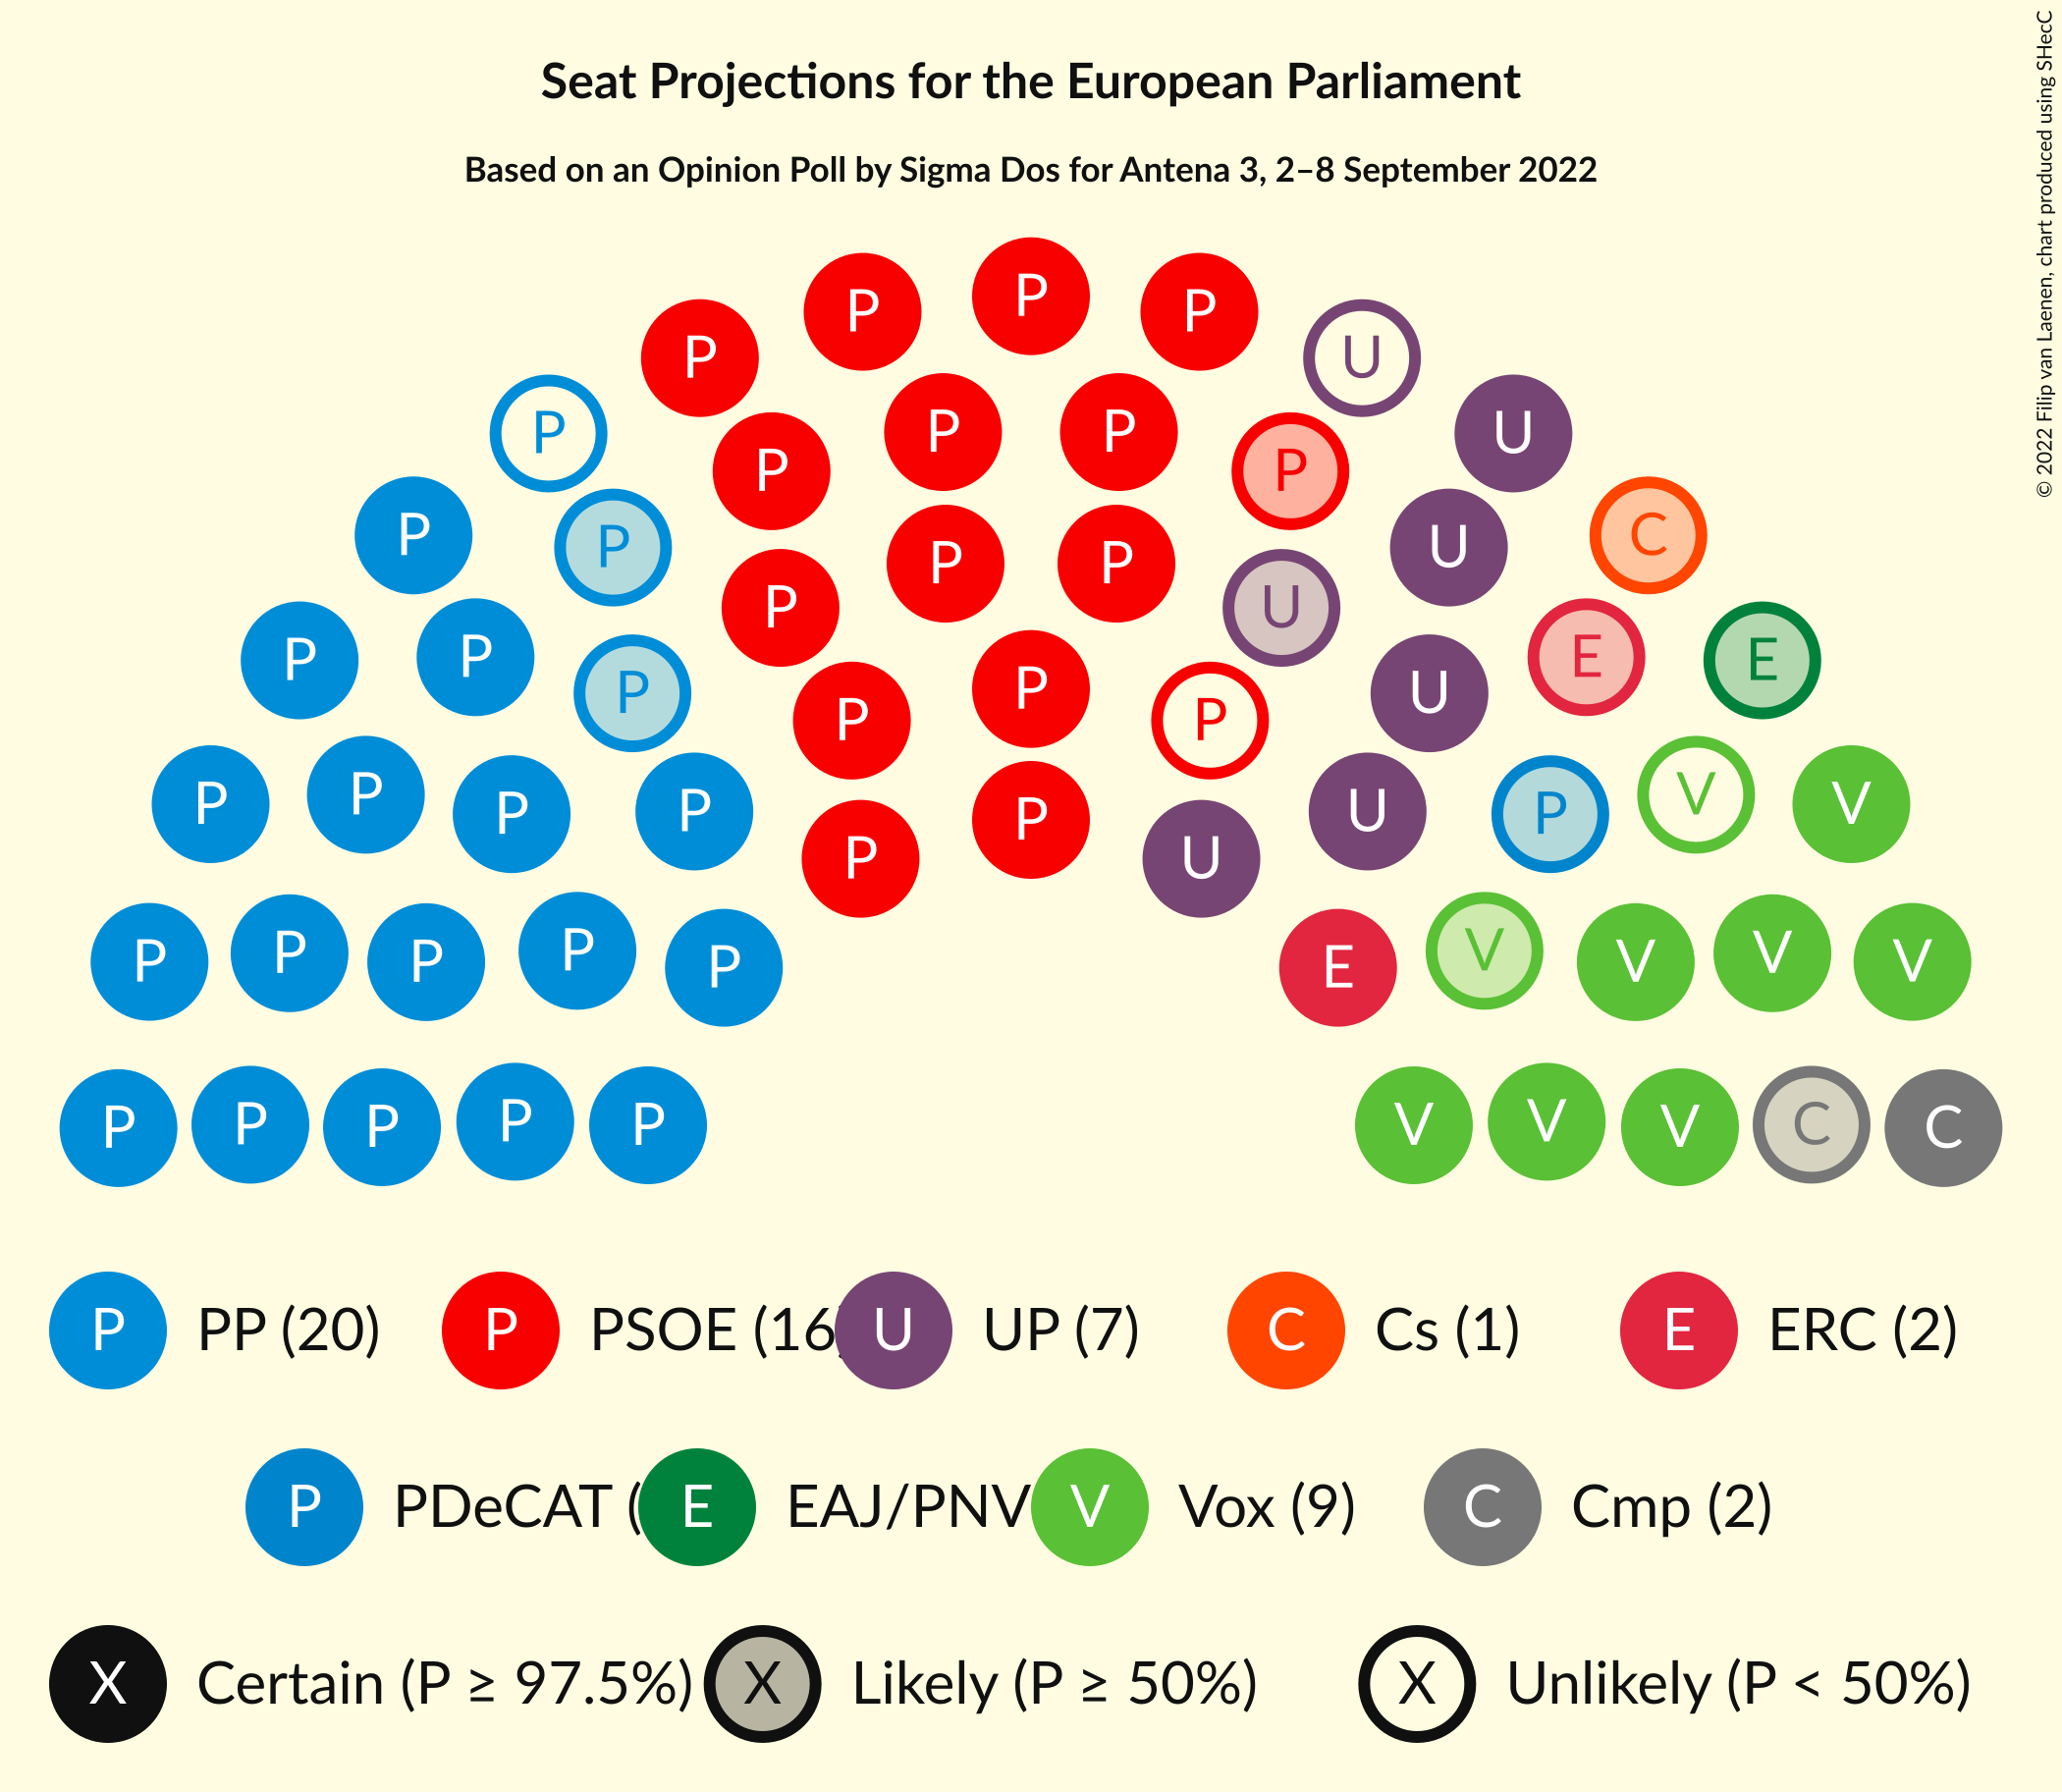 Seat Projections for the European Parliament
Based on an Opinion Poll by Sigma Dos for Antena 3, 2–8 September 2022
© 2022 Filip van Laenen, chart produced using SHecC
P P P
P U
P P P U
P P
P P P P U C
P U
P P E E
P P U
P P
P P P P P U P V V
P U
P P P P P E V V V V
P P P P P V V V C C
P PP (20) P PSOE (16 U UP (7) C Cs (1) E ERC (2)
P PDeCAT ( E EAJ/PNV V Vox (9) C Cmp (2)
X Certain (P ≥ 97.5%) X Likely (P ≥ 50%) X Unlikely (P < 50%)